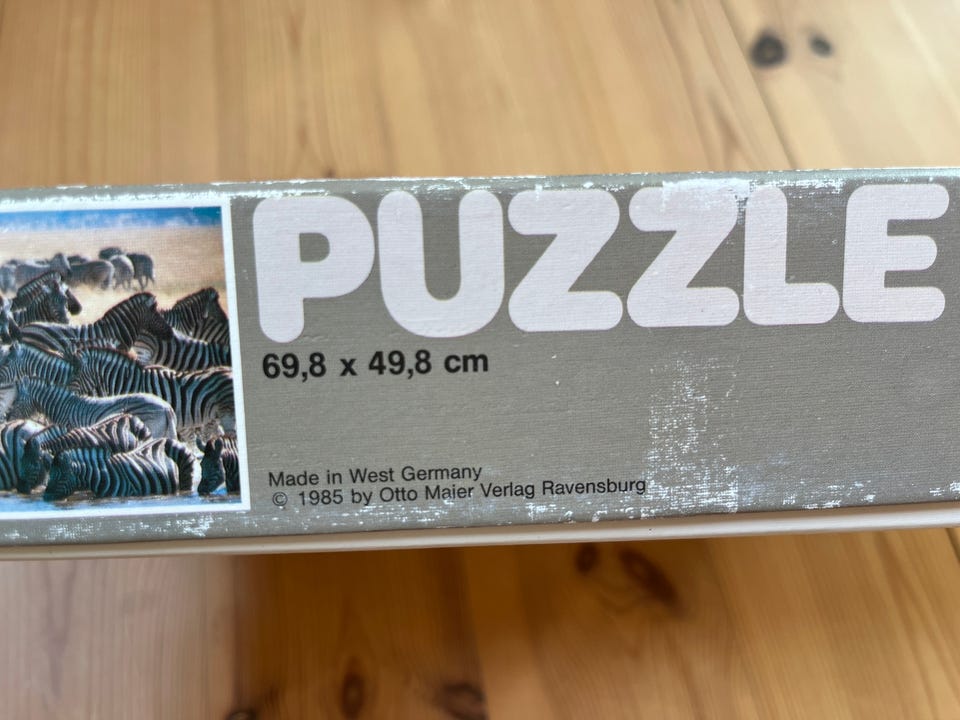 PUZZLE
69,8 x 49,8 cm
Made in West Germany
© 1985 by Otto Maier Verlag Ravensburg